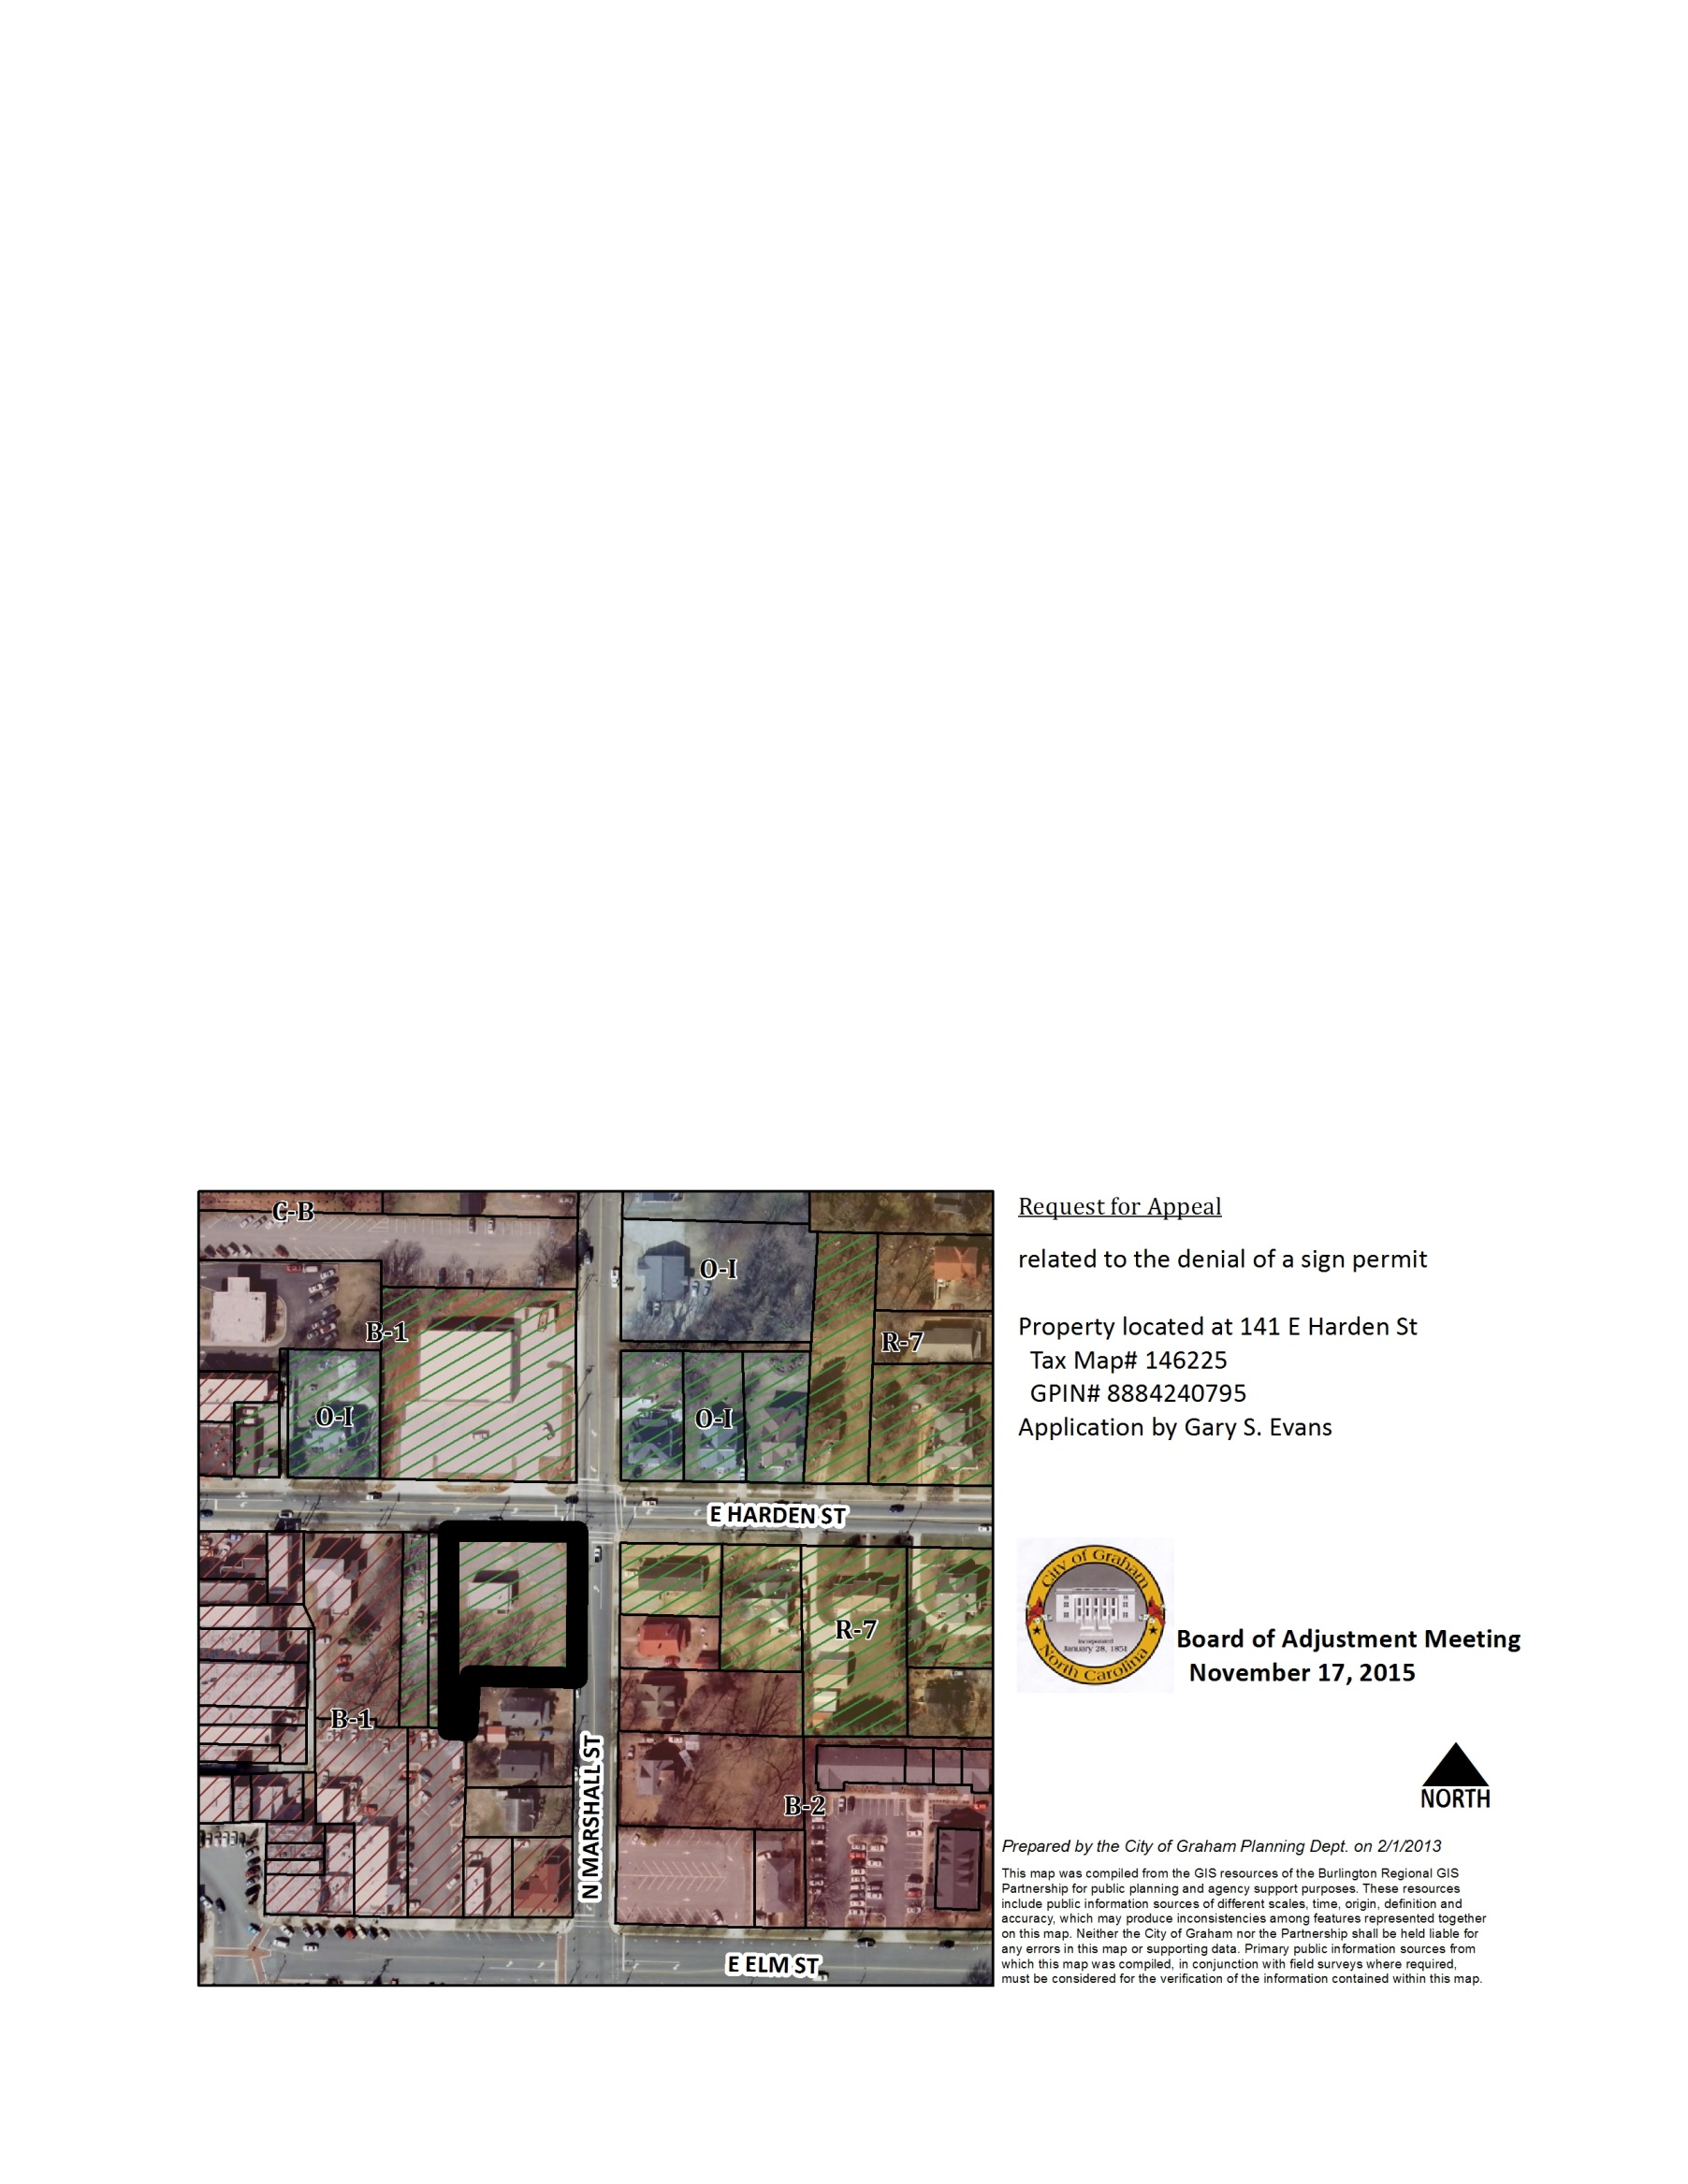 C-B
O-I
B-1
R-7
O-I
O-I
E HARDEN ST
R-7
B-1
N MARSHALL ST
B-2
E ELM ST
Request for Appeal
related to the denial of a sign permit
Property located at 141 E Harden St
Tax Map# 146225
GPIN# 8884240795
Application by Gary S. Evans
City of Graham
Incorporated
January 28, 1851
North Carolina
Board of Adjustment Meeting
November 17, 2015
NORTH
Prepared by the City of Graham Planning Dept. on 2/1/2013
This map was compiled from the GIS resources of the Burlington Regional GIS
Partnership for public planning and agency support purposes. These resources
include public information sources of different scales, time, origin, definition and
accuracy, which may produce inconsistencies among features represented together
on this map. Neither the City of Graham nor the Partnership shall be held liable for
any errors in this map or supporting data. Primary public information sources from
which this map was compiled, in conjunction with field surveys where required,
must be considered for the verification of the information contained within this map.